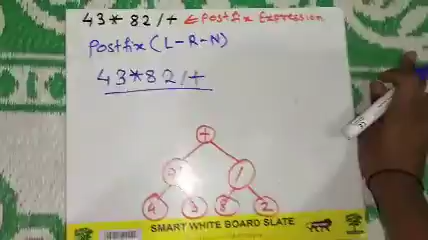 43* 82/+ ← Postfix Expression
Postfix (L-R-N)
43*82/+
+
/
4 3 8 2
SMART WHITE BOARD SLATE